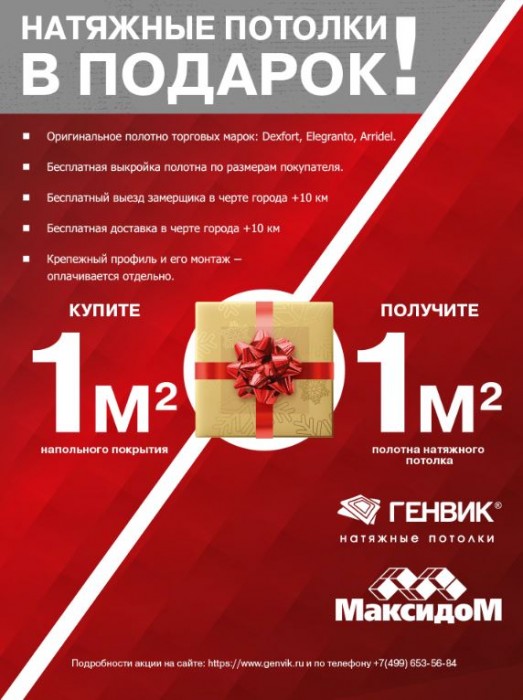 НАТЯЖНЫЕ ПОТОЛКИ
В ПОДАРОК!
Оригинальное полотно торговых марок: Dexfort, Elegranto, Arridel.
Бесплатная выкройка полотна по размерам покупателя.
Бесплатный выезд замерщика в черте города +10 км
Бесплатная доставка в черте города +10 км
Крепежный профиль и его монтаж –
оплачивается отдельно.
КУПИТЕ
1м²
напольного покрытия
ПОЛУЧИТЕ
1м²
полотна натяжного
потолка
ГЕНВИК®
натяжные потолки
МаксидоМ
Подробности акции на сайте: https://www.genvik.ru и по телефону +7(499) 653-56-84